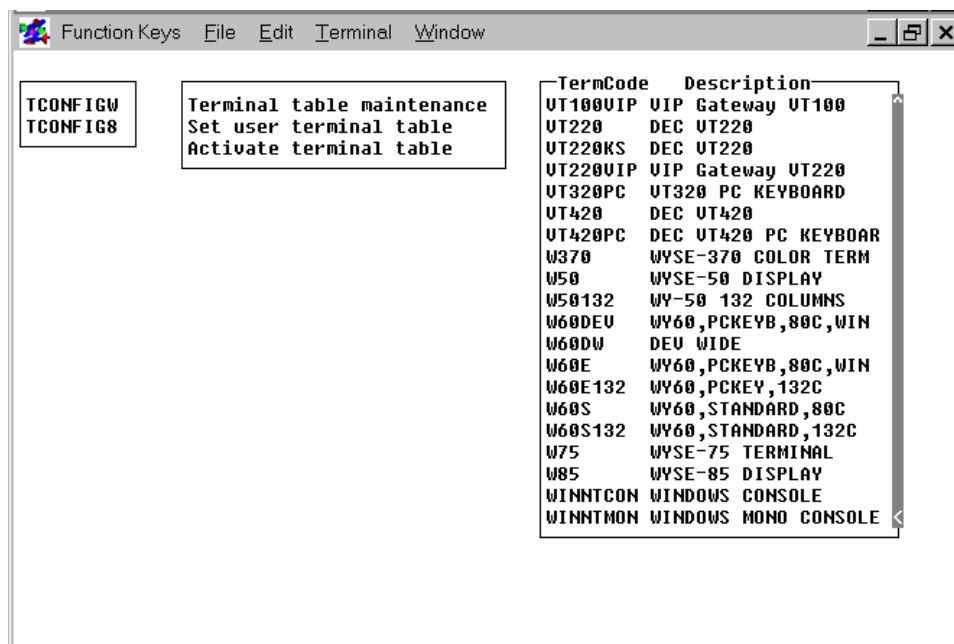 Function Keys File Edit Terminal Window
TCONFIGW
TCONFIG8
Terminal table maintenance
Set user terminal table
Activate terminal table
TermCode Description
VT100VIP VIP Gateway VT100
VT220 DEC VT220
VT220KS DEC VT220
VT220VIP VIP Gateway VT220
VT320PC VT320 PC KEYBOARD
VT420 DEC VT420
VT420PC DEC VT420 PC KEYBOAR
W370 WYSE-370 COLOR TERM
W50 WYSE-50 DISPLAY
W50132 WY-50 132 COLUMNS
W60DEV WY60,PCKEYB,80C,WIN
W60DW DEV WIDE
W60E WY60,PCKEYB,80C,WIN
W60E132 WY60,PCKEY,132C
W60S WY60,STANDARD,80C
W60S132 WY60,STANDARD,132C
W75 WYSE-75 TERMINAL
W85 WYSE-85 DISPLAY
WINNTCON WINDOWS CONSOLE
WINNTMON WINDOWS MONO CONSOLE